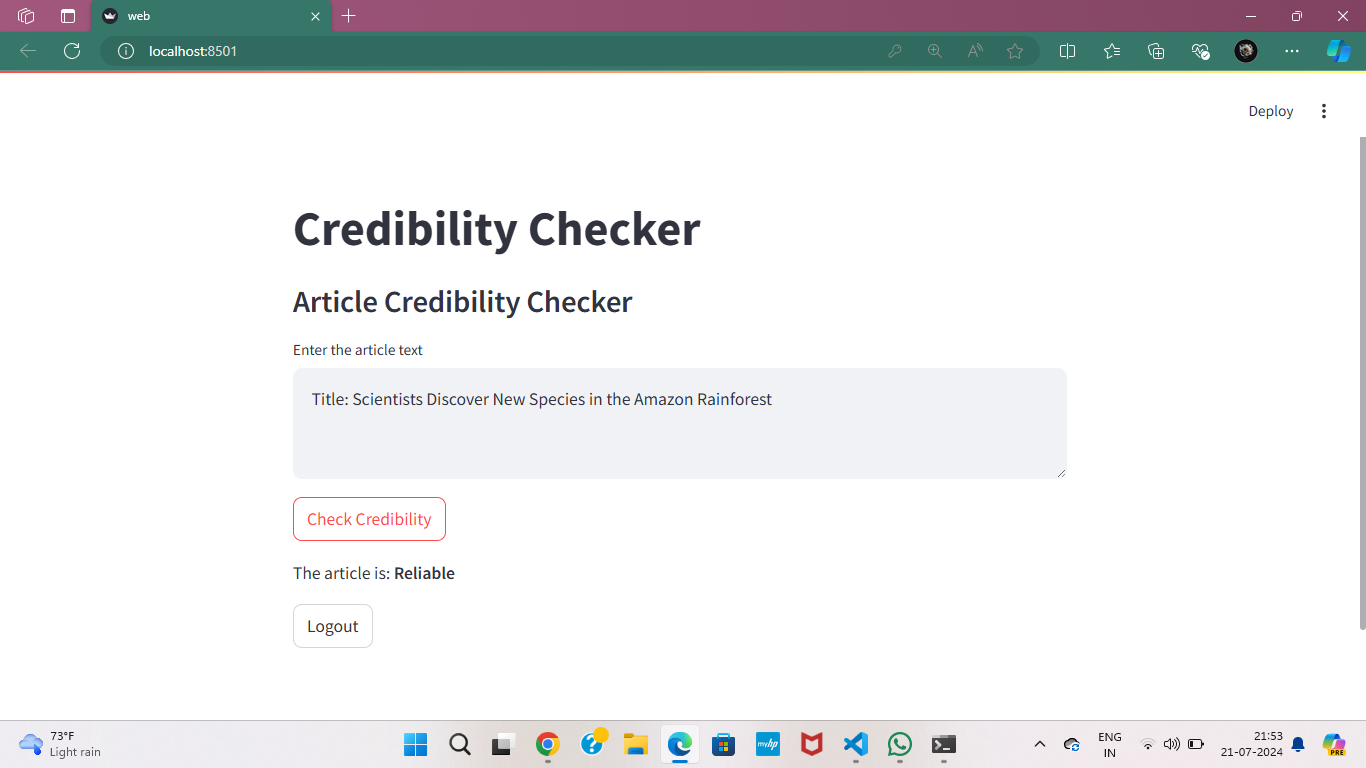 web
localhost:8501
Deploy
Credibility Checker
Article Credibility Checker
Enter the article text
Title: Scientists Discover New Species in the Amazon Rainforest
Check Credibility
The article is: Reliable
Logout
73°F
Light rain
myhp
ENG
IN
21:53
21-07-2024
PRE